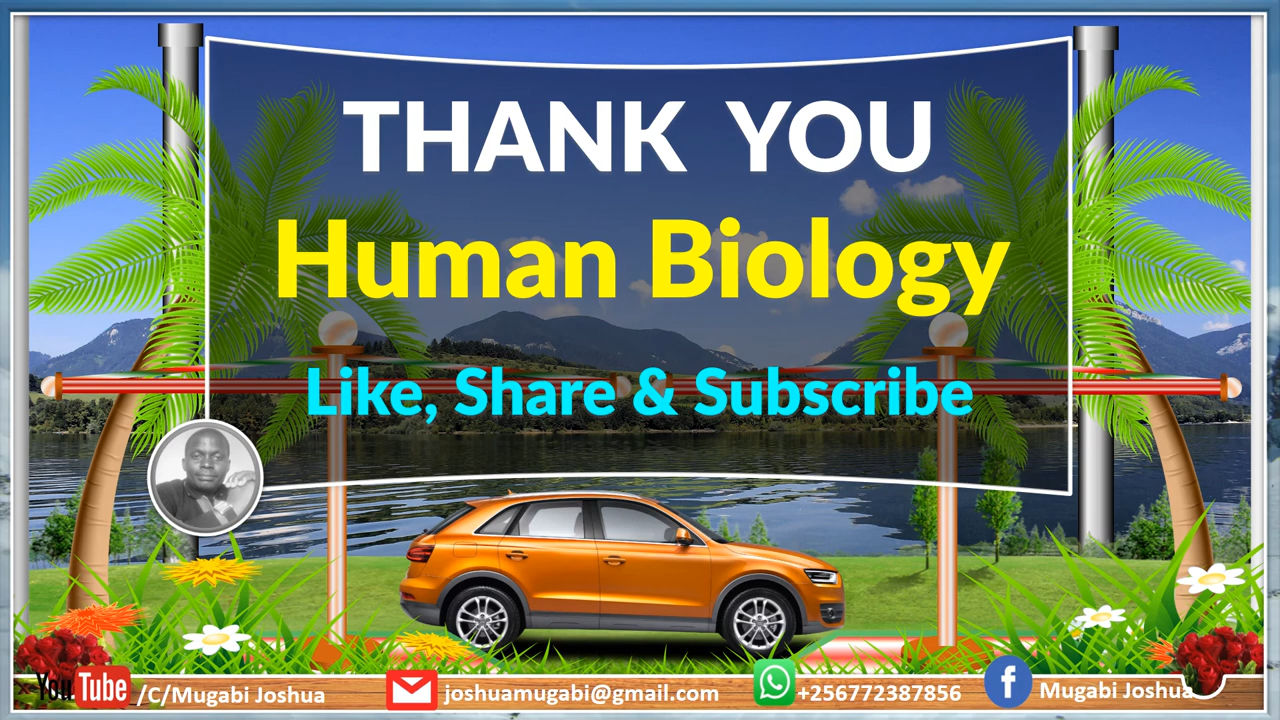 THANK YOU
Human Biology
Like, Share & Subscribe
YouTube /C/Mugabi Joshua
joshuamugabi@gmail.com
+256772387856
f Mugabi Joshua